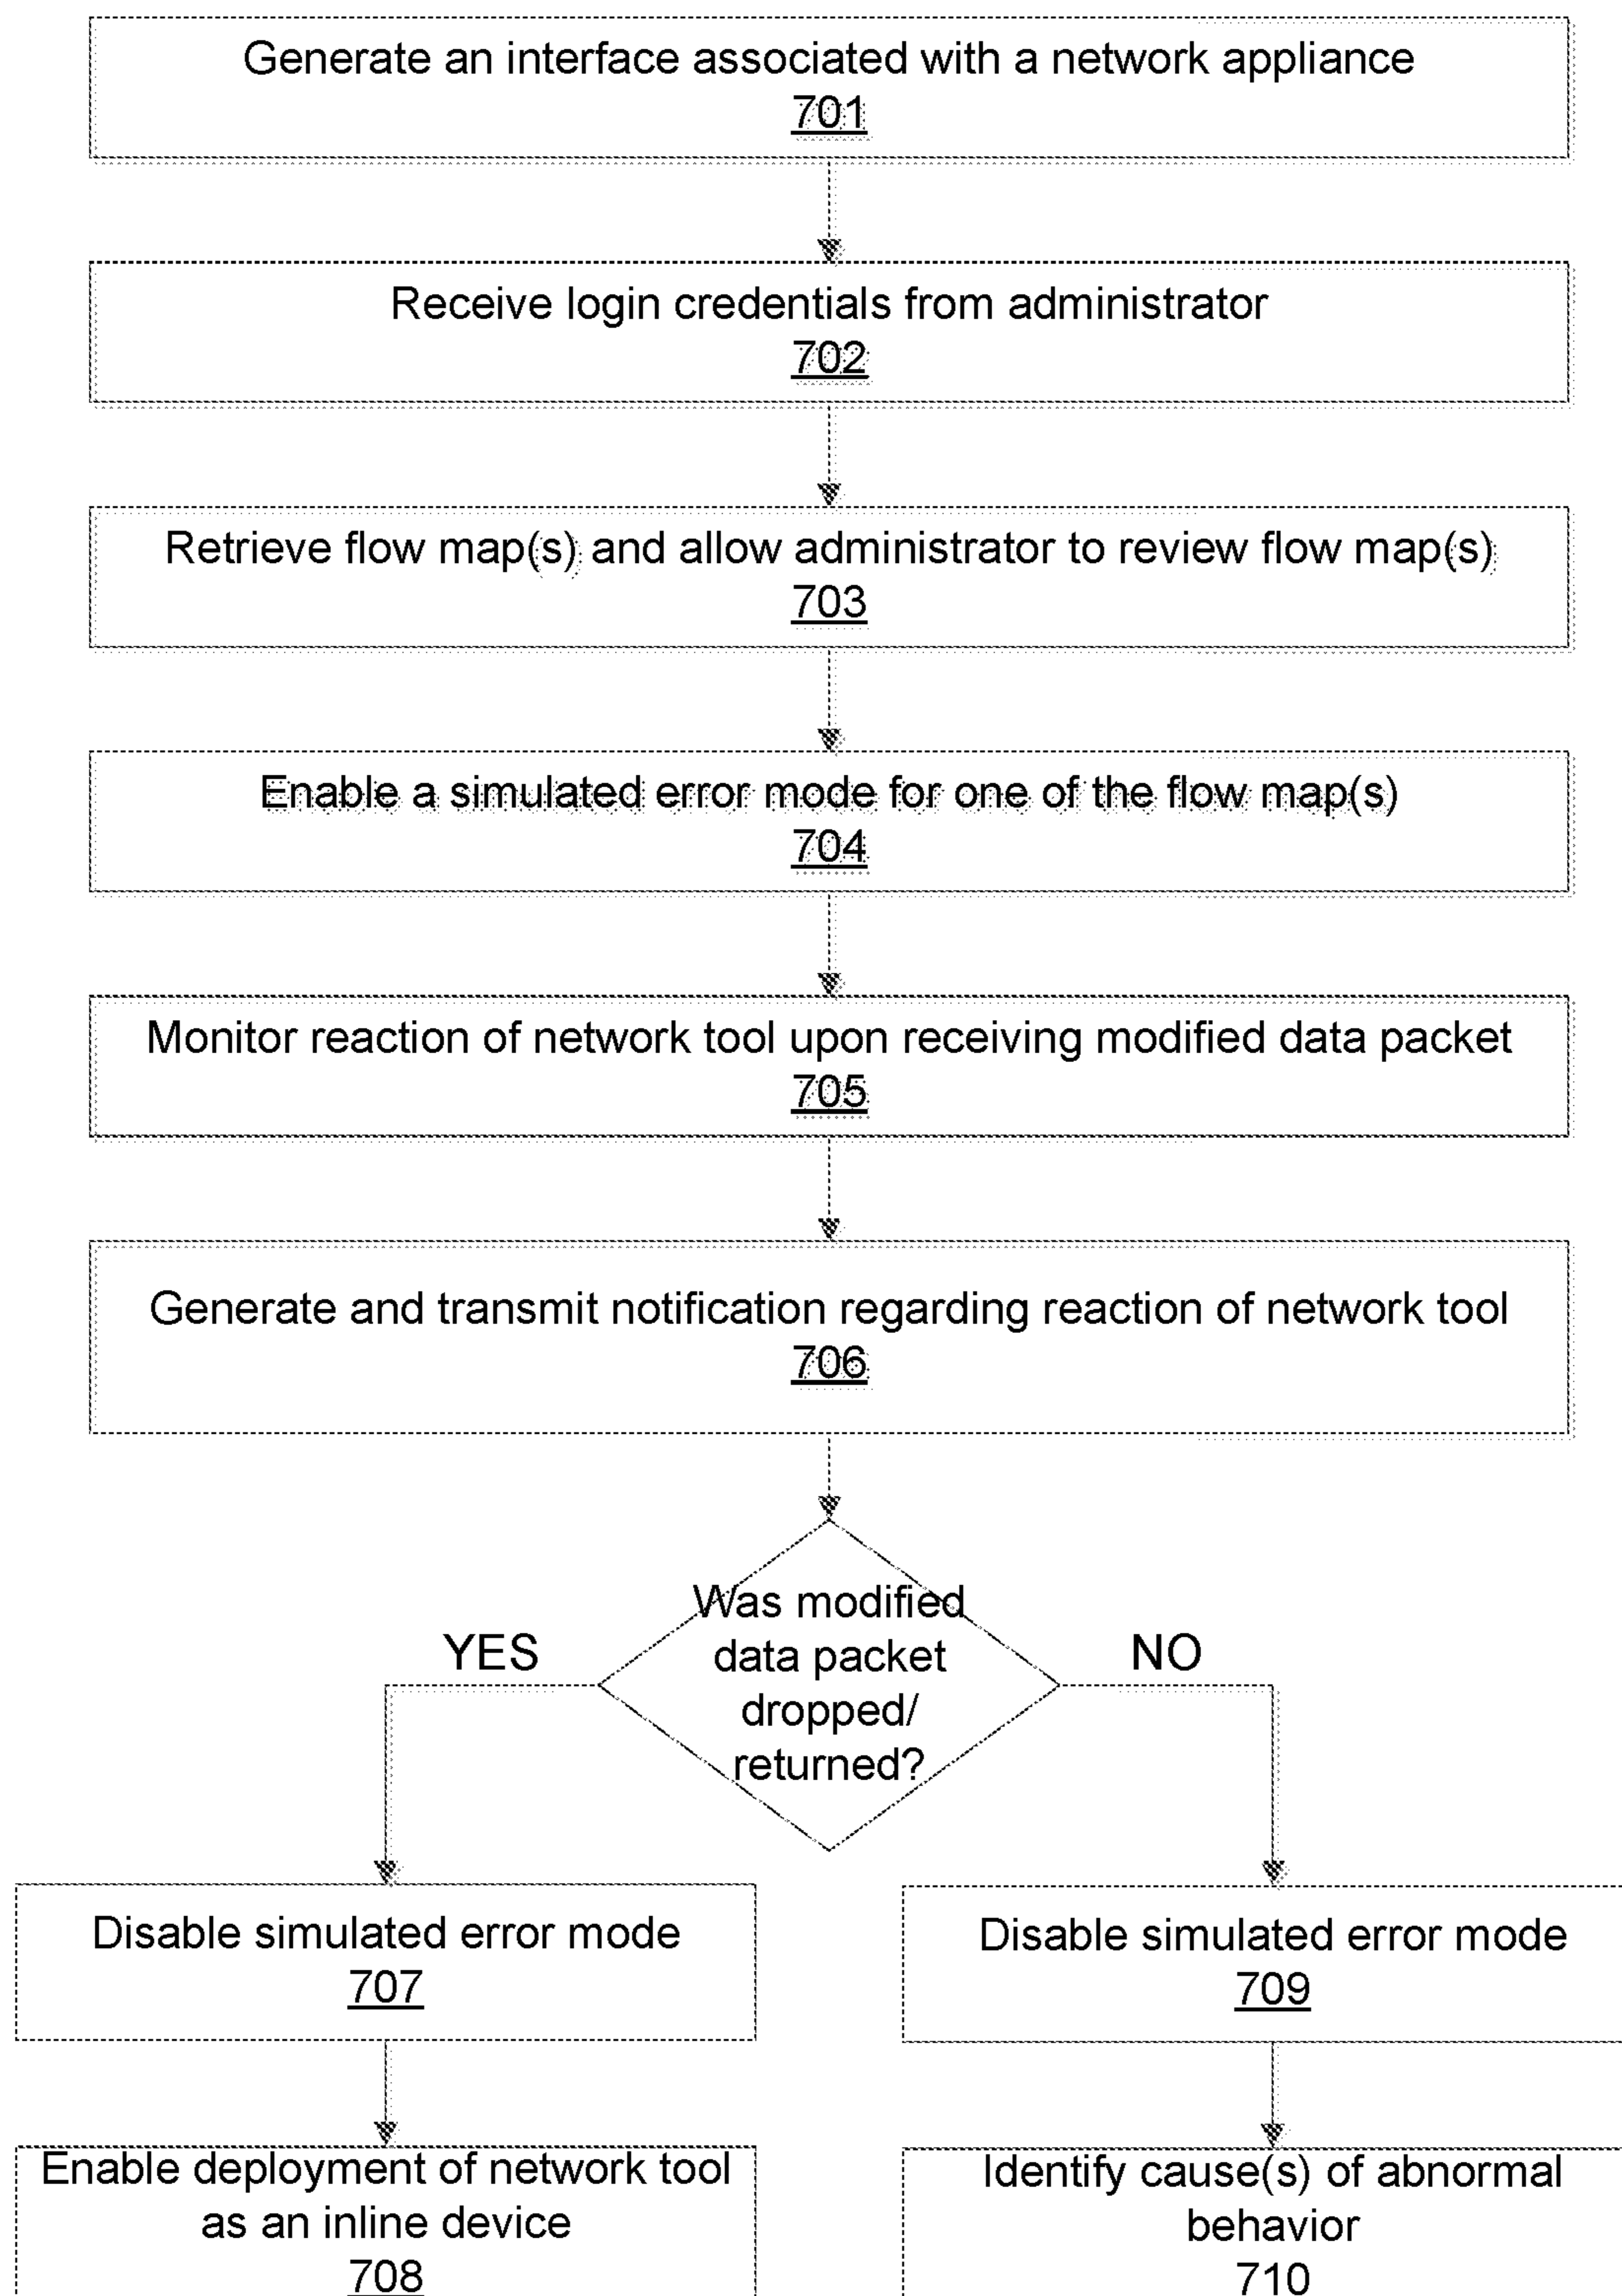 Generate an interface associated with a network appliance
701
Receive login credentials from administrator
702
Retrieve flow map(s) and allow administrator to review flow map(s)
703
Enable a simulated error mode for one of the flow map(s)
704
Monitor reaction of network tool upon receiving modified data packet
705
Generate and transmit notification regarding reaction of network tool
706
Was modified
data packet
dropped/
returned?
YES
NO
Disable simulated error mode
707
Disable simulated error mode
709
Enable deployment of network tool
as an inline device
708
Identify cause(s) of abnormal
behavior
710